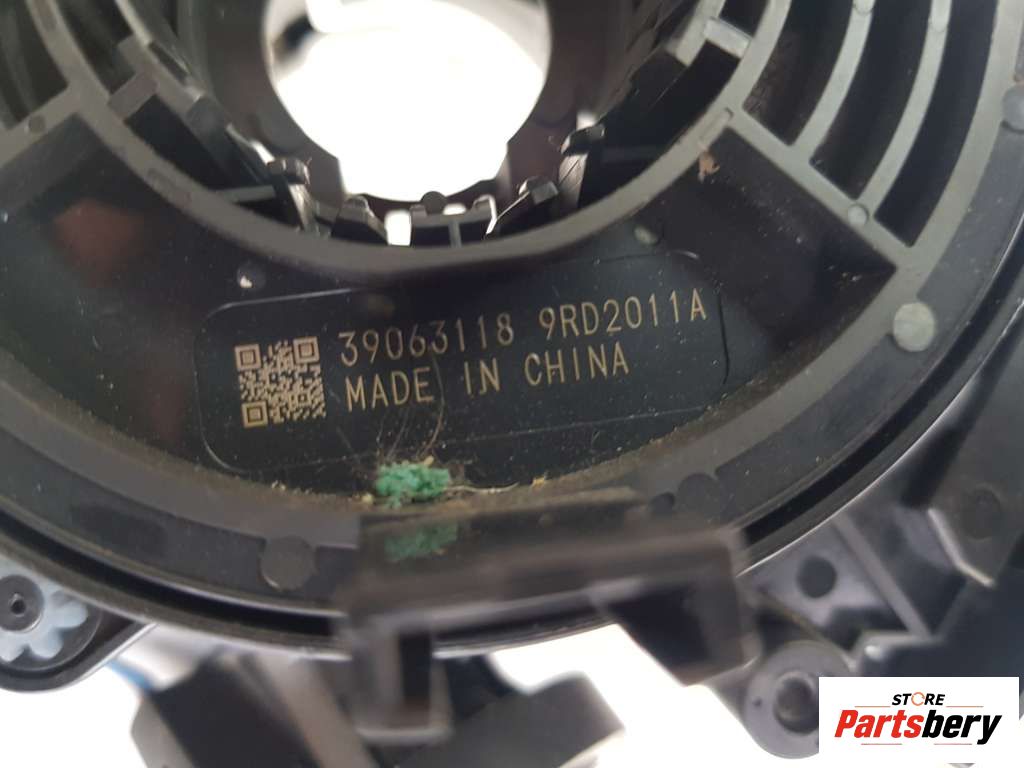 39063118 9RD2011A
MADE IN CHINA
STORE
Partsbery